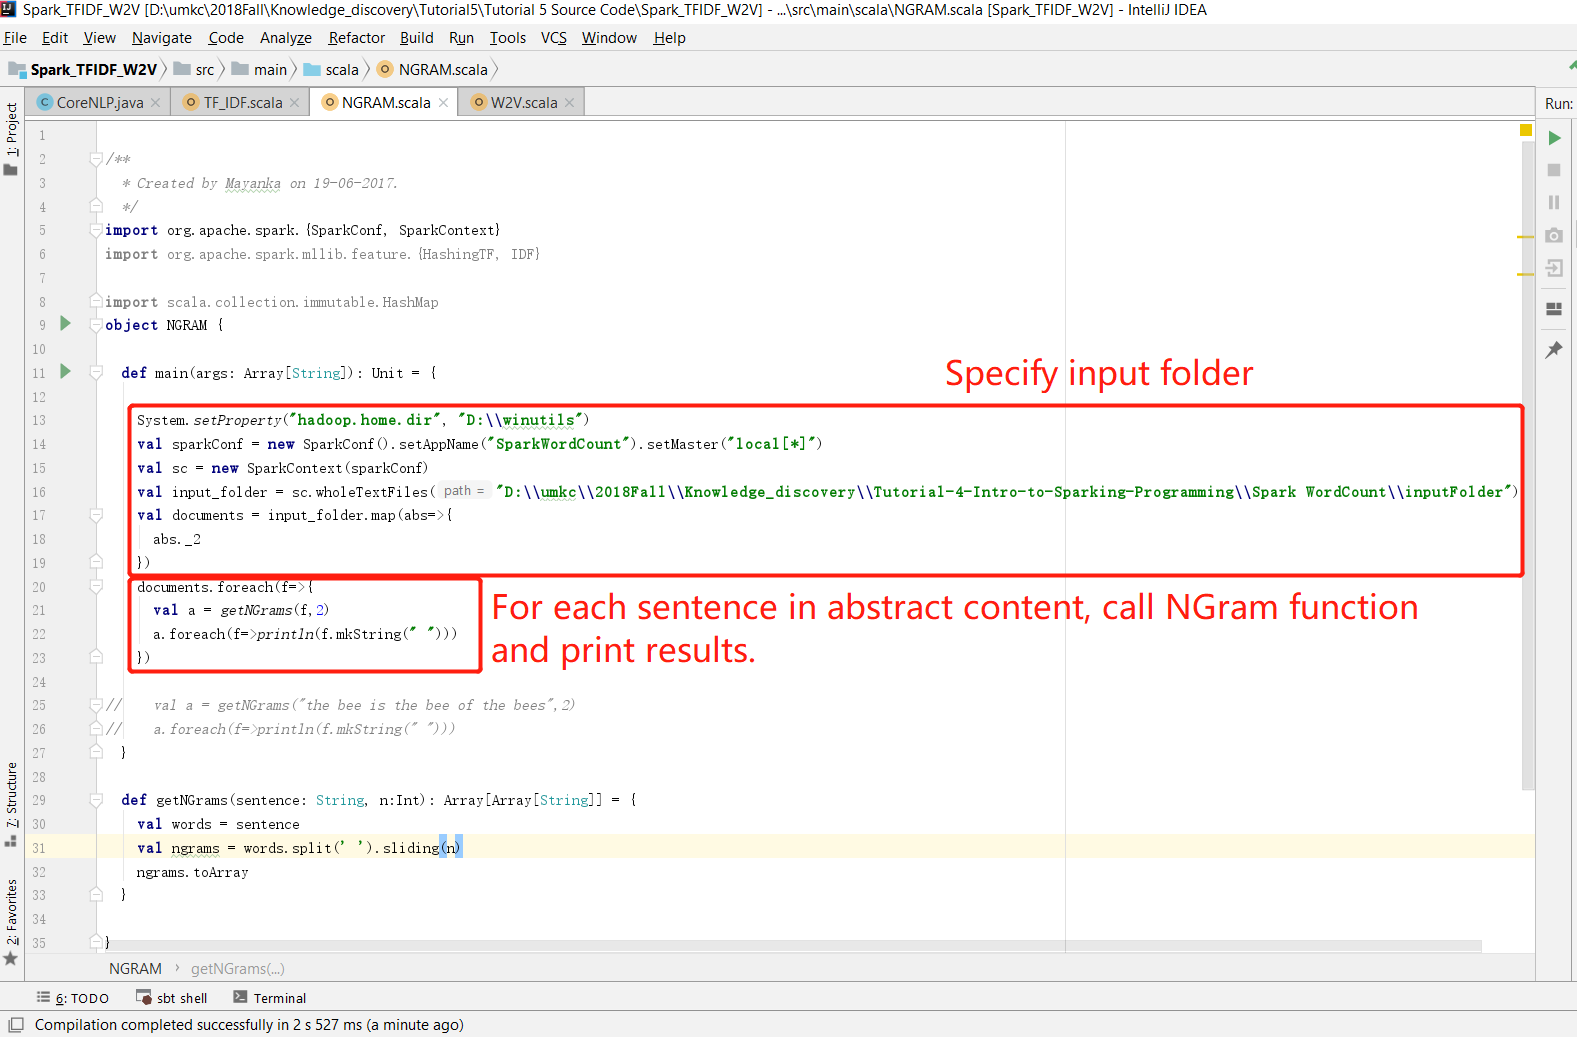 Spark_TFIDF_W2V [D:\umkc\2018Fall\Knowledge_discovery\Tutorial5\Tutorial 5 Source Code\Spark_TFIDF_W2V] - ...\src\main\scala\NGRAM.scala [Spark_TFIDF_W2V] - IntelliJ IDEA
File Edit View Navigate Code Analyze Refactor Build Run Tools VCS Window Help
Spark_TFIDF_W2V src main scala NGRAM.scala
CoreNLP.java TF_IDF.scala NGRAM.scala W2V.scala
Run:
1: Project
7: Structure
2: Favorites
1
2 /**
3 * Created by Mayanka on 19-06-2017.
4 */
5 import org.apache.spark.{SparkConf, SparkContext}
6 import org.apache.spark.mllib.feature.{HashingTF, IDF}
7
8 import scala.collection.immutable.HashMap
9 object NGRAM {
10
11 def main(args: Array[String]): Unit = {
Specify input folder
12
13 System.setProperty("hadoop.home.dir", "D:\\winutils")
14 val sparkConf = new SparkConf().setAppName("SparkWordCount").setMaster("local[*]")
15 val sc = new SparkContext(sparkConf)
16 val input_folder = sc.wholeTextFiles( path = "D:\\umkc\\2018Fall\\Knowledge_discovery\\Tutorial-4-Intro-to-Sparking-Programming\\Spark WordCount\\inputFolder")
17 val documents = input_folder.map(abs=>{
18 abs._2
19 })
20 documents.foreach(f=>{
21 val a = getNGrams(f,2)
22 a.foreach(f=>println(f.mkString(" ")))
23 })
For each sentence in abstract content, call NGram function
and print results.
24
25 // val a = getNGrams("the bee is the bee of the bees",2)
26 // a.foreach(f=>println(f.mkString(" ")))
27 }
28
29 def getNGrams(sentence: String, n:Int): Array[Array[String]] = {
30 val words = sentence
31 val ngrams = words.split(' ').sliding(n)
32 ngrams.toArray
33 }
34
35 }
NGRAM › getNGrams(...)
6: TODO sbt shell Terminal
Compilation completed successfully in 2 s 527 ms (a minute ago)